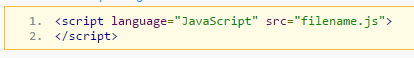 1. <script language="JavaScript" src="filename.js">
2. </script>